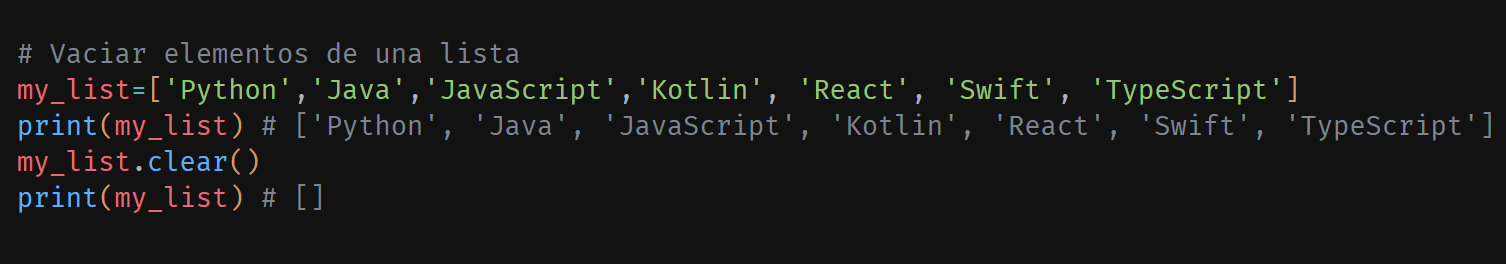 # Vaciar elementos de una lista
my_list=['Python','Java','JavaScript','Kotlin', 'React', 'Swift', 'TypeScript']
print(my_list) # ['Python', 'Java', 'JavaScript', 'Kotlin', 'React', 'Swift', 'TypeScript']
my_list.clear()
print(my_list) # []